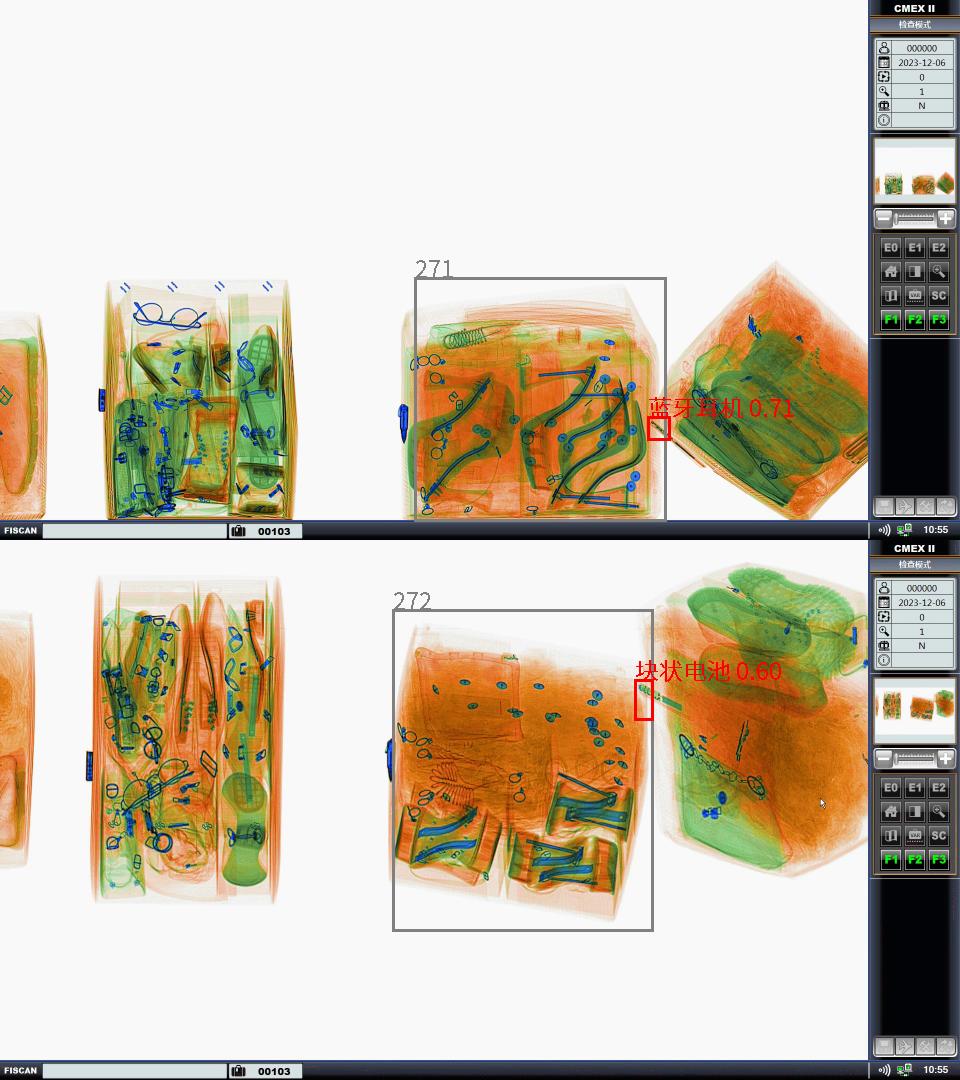 CMEX II
检查模式
000000
2023-12-06
0
1
N
E0 E1 E2
VAR SC
F1 F2 F3
271
蓝牙耳机 0.71
FISCAN
00103
10:55
CMEX II
检查模式
000000
2023-12-06
0
1
N
E0 E1 E2
VAR SC
F1 F2 F3
272
块状电池 0.60
FISCAN
00103
10:55